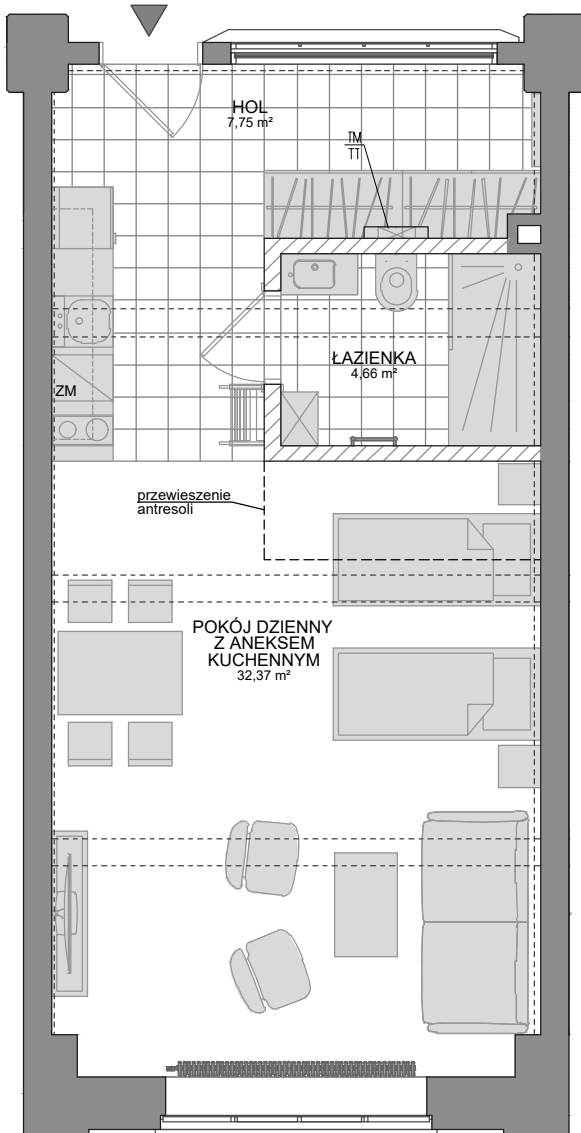 HOL
7,75 m²
TM
TT
ŁAZIENKA
4,66 m²
ZM
przewieszenie
antresoli
POKÓJ DZIENNY
Z ANEKSEM
KUCHENNYM
32,37 m²